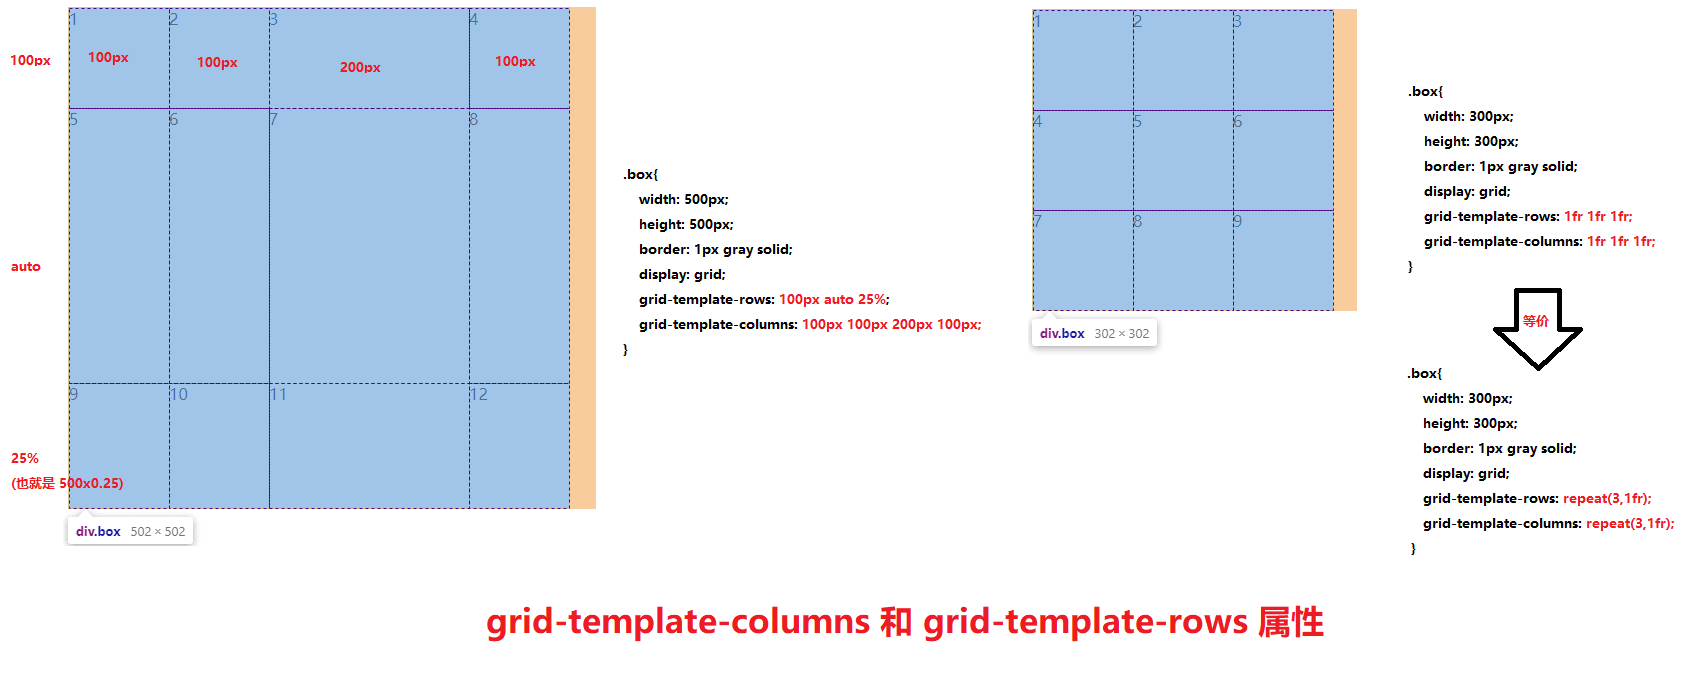 1 2 3 4
100px 100px 100px 200px 100px
5 6 7 8
auto
9 10 11 12
25%
(也就是 500x0.25)
div.box 502 × 502
.box{
width: 500px;
height: 500px;
border: 1px gray solid;
display: grid;
grid-template-rows: 100px auto 25%;
grid-template-columns: 100px 100px 200px 100px;
}
1 2 3
4 5 6
7 8 9
div.box 302 × 302
.box{
width: 300px;
height: 300px;
border: 1px gray solid;
display: grid;
grid-template-rows: 1fr 1fr 1fr;
grid-template-columns: 1fr 1fr 1fr;
}
等价
.box{
width: 300px;
height: 300px;
border: 1px gray solid;
display: grid;
grid-template-rows: repeat(3,1fr);
grid-template-columns: repeat(3,1fr);
}
grid-template-columns 和 grid-template-rows 属性